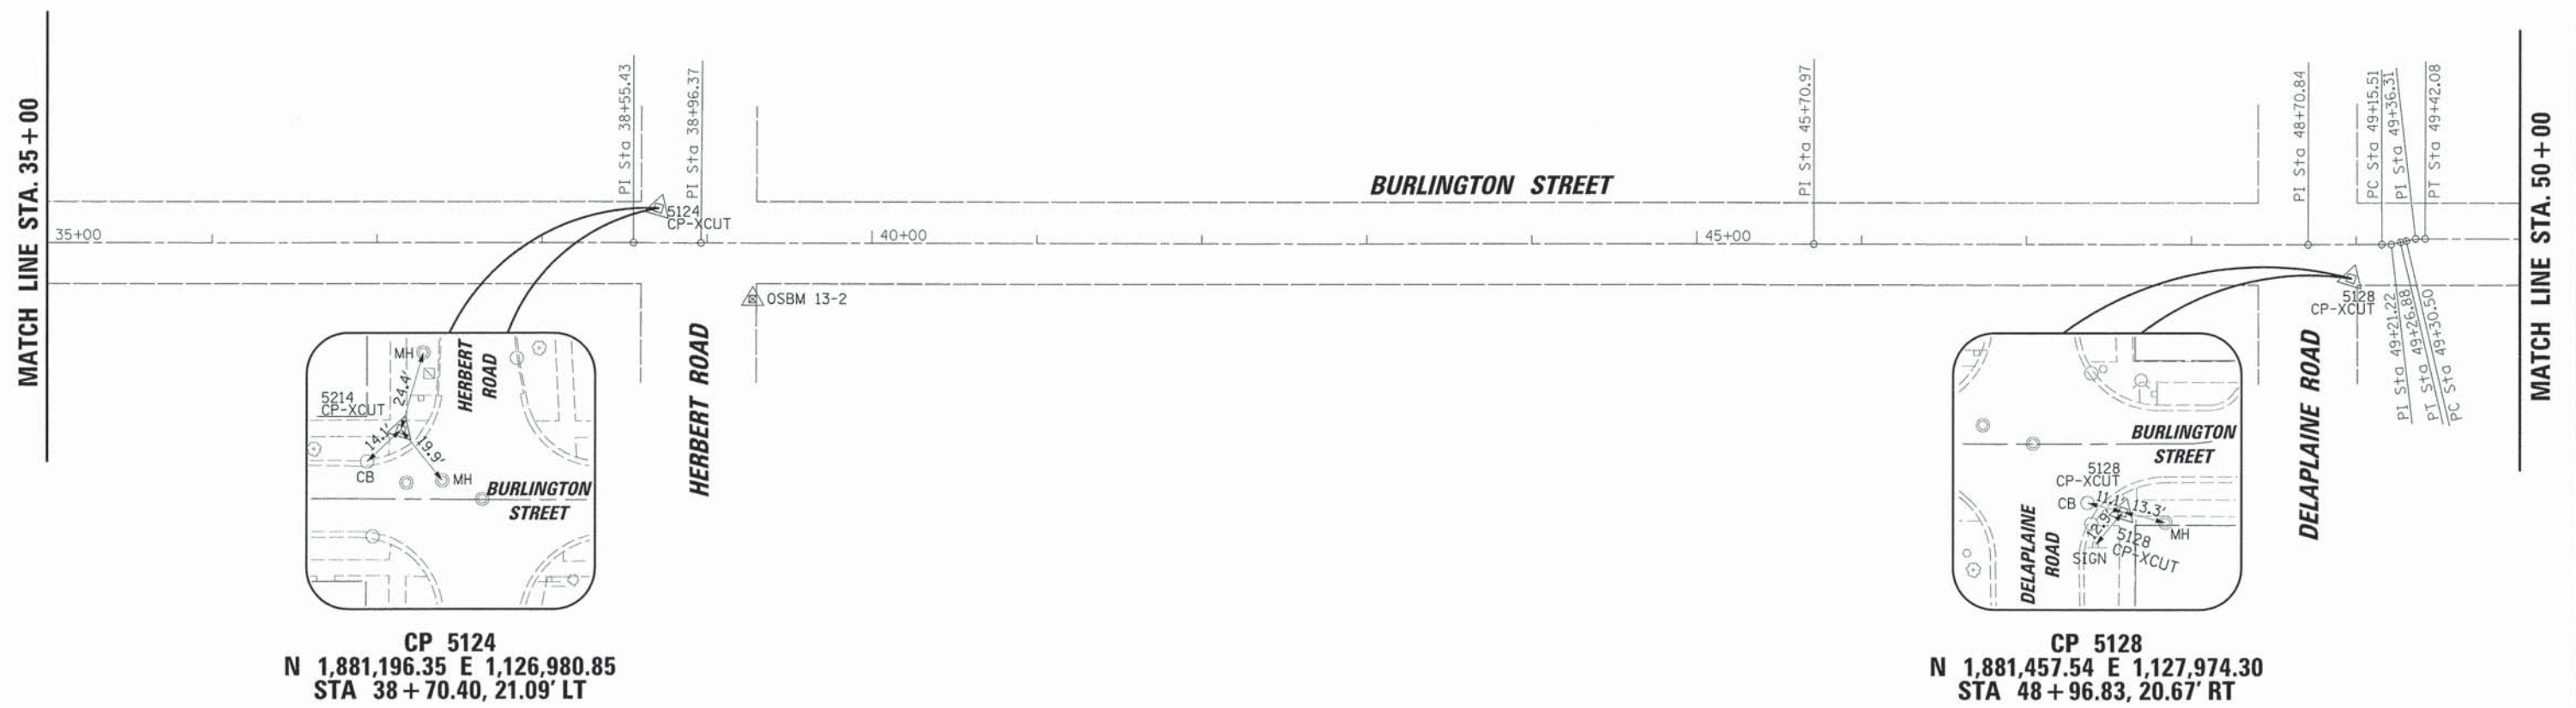 MATCH LINE STA. 35+00
35+00
PI Sta 38+55.43
PI Sta 38+96.37
5124
CP-XCUT
40+00
OSBM 13-2
BURLINGTON STREET
45+00
PI Sta 45+70.97
PI Sta 48+70.84
PC Sta 49+15.51
PI Sta 49+36.31
PT Sta 49+42.08
5128
CP-XCUT
PI Sta 49+21.22
PT Sta 49+26.88
PC Sta 49+30.50
MATCH LINE STA. 50+00
HERBERT ROAD
DELAPLAINE ROAD
MH
HERBERT
ROAD
24.4'
5214
CP-XCUT
14.1'
19.9'
CB
MH
BURLINGTON
STREET
CP 5124
N 1,881,196.35 E 1,126,980.85
STA 38+70.40, 21.09' LT
BURLINGTON
STREET
5128
CP-XCUT
CB
11.1'
13.3'
12.9'
MH
5128
CP-XCUT
SIGN
DELAPLAINE
ROAD
CP 5128
N 1,881,457.54 E 1,127,974.30
STA 48+96.83, 20.67' RT